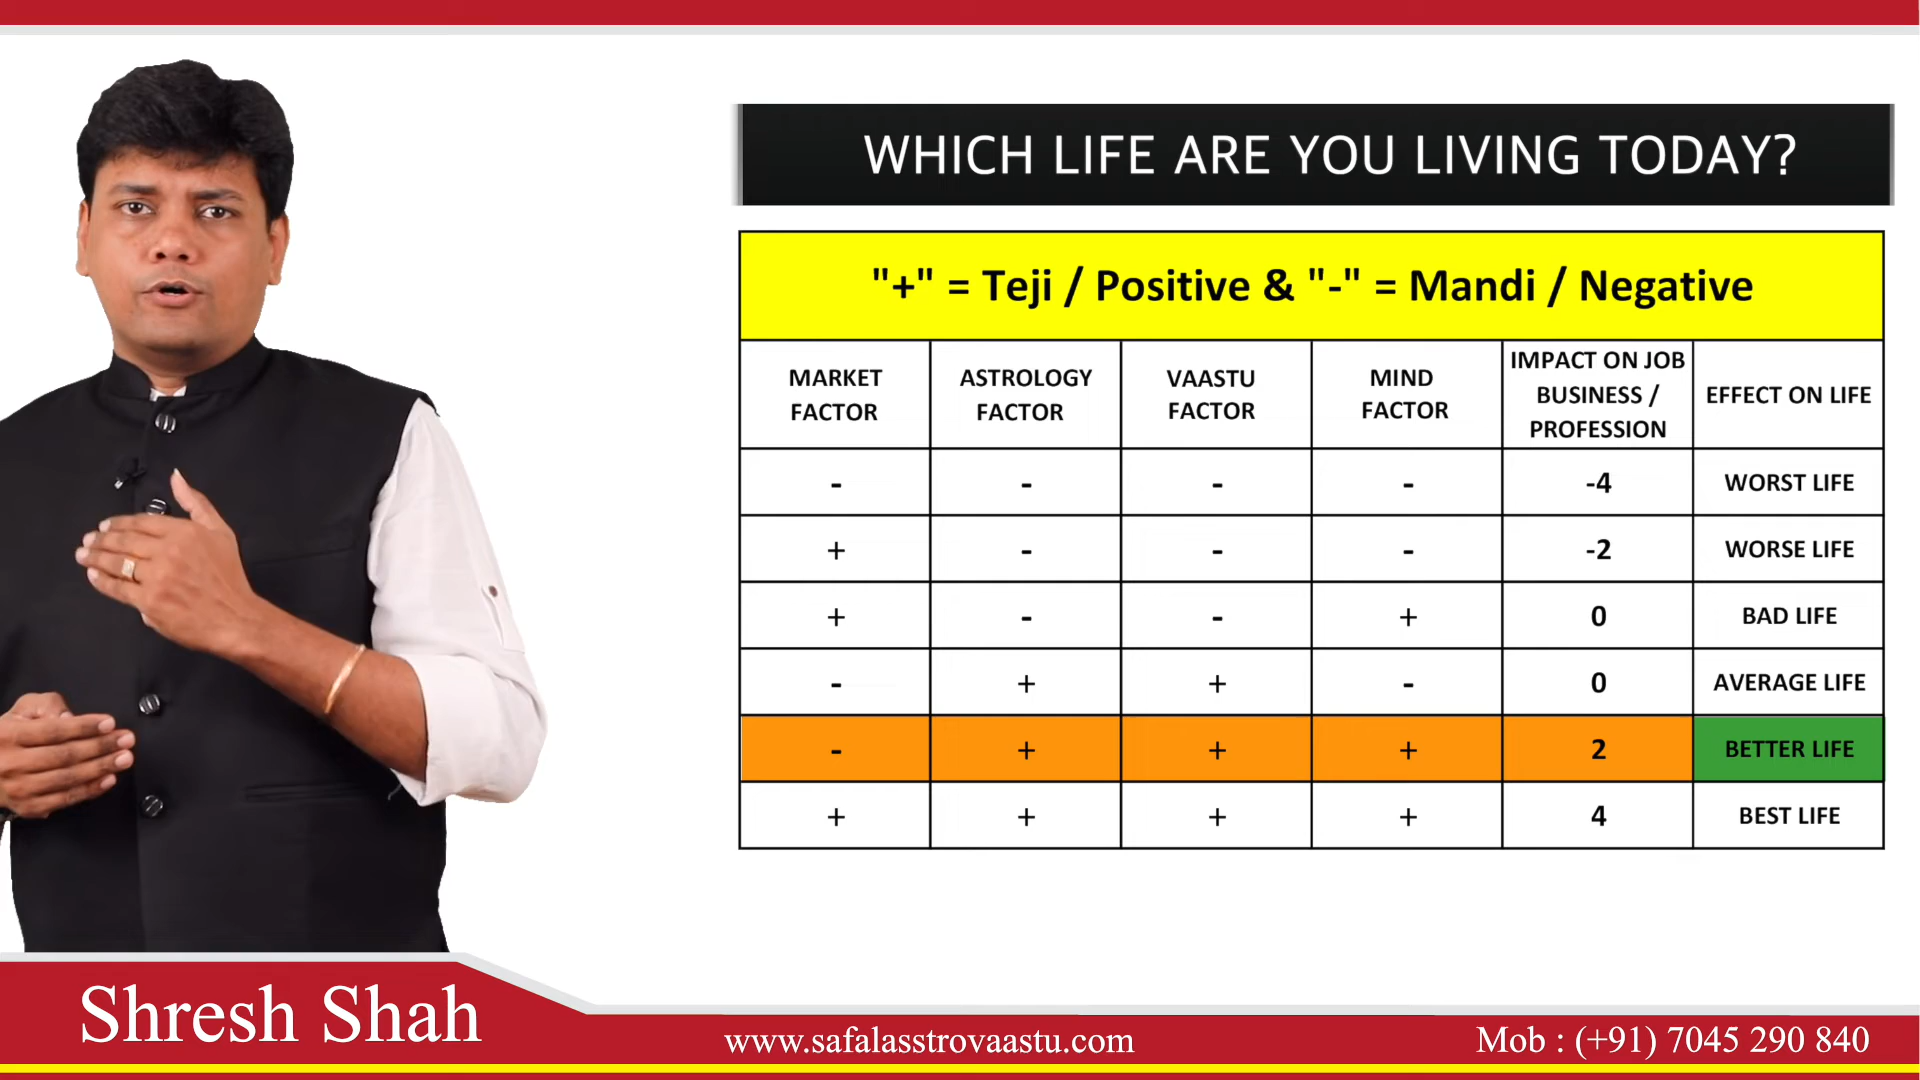 WHICH LIFE ARE YOU LIVING TODAY?
"+" = Teji / Positive & "-" = Mandi / Negative
MARKET FACTOR ASTROLOGY FACTOR VAASTU FACTOR MIND FACTOR IMPACT ON JOB BUSINESS / PROFESSION EFFECT ON LIFE
- - - - -4 WORST LIFE
+ - - - -2 WORSE LIFE
+ - - + 0 BAD LIFE
- + + - 0 AVERAGE LIFE
- + + + 2 BETTER LIFE
+ + + + 4 BEST LIFE
Shresh Shah
www.safalasstrovaastu.com
Mob : (+91) 7045 290 840